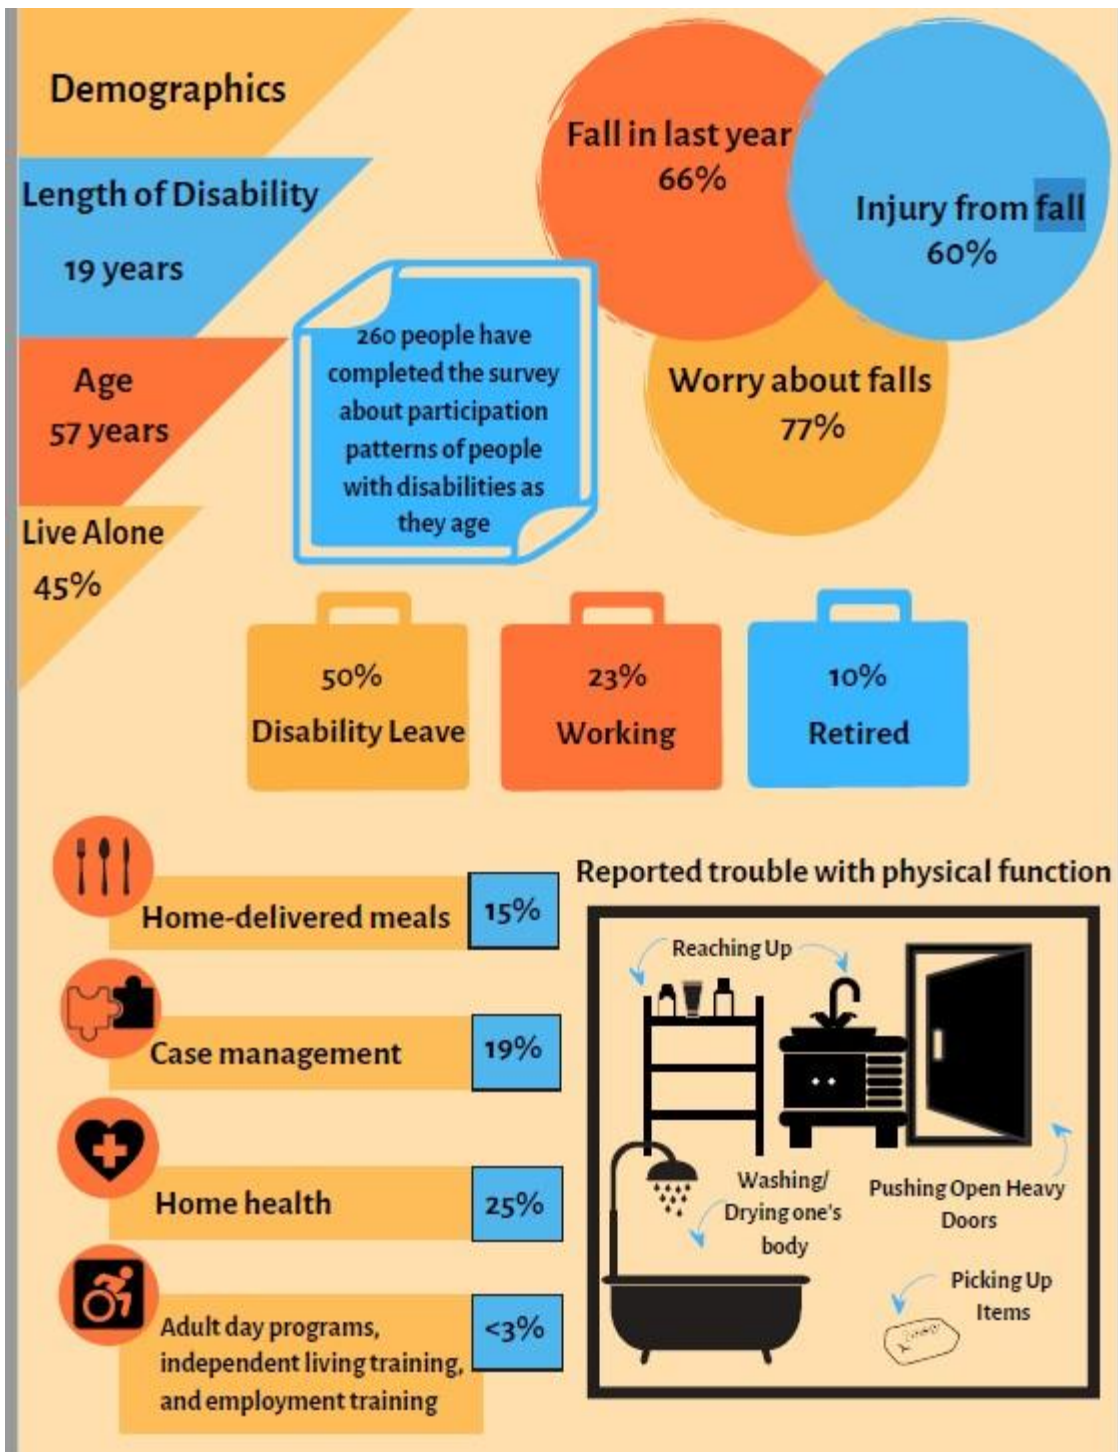 Demographics
Length of Disability
19 years
Age
57 years
Live Alone
45%
Fall in last year
66%
Injury from fall
60%
Worry about falls
77%
260 people have
completed the survey
about participation
patterns of people
with disabilities as
they age
50%
Disability Leave
23%
Working
10%
Retired
Home-delivered meals
15%
Case management
19%
Home health
25%
Adult day programs,
independent living training,
and employment training
<3%
Reported trouble with physical function
Reaching Up
Washing/
Drying one's
body
Pushing Open Heavy
Doors
Picking Up
Items